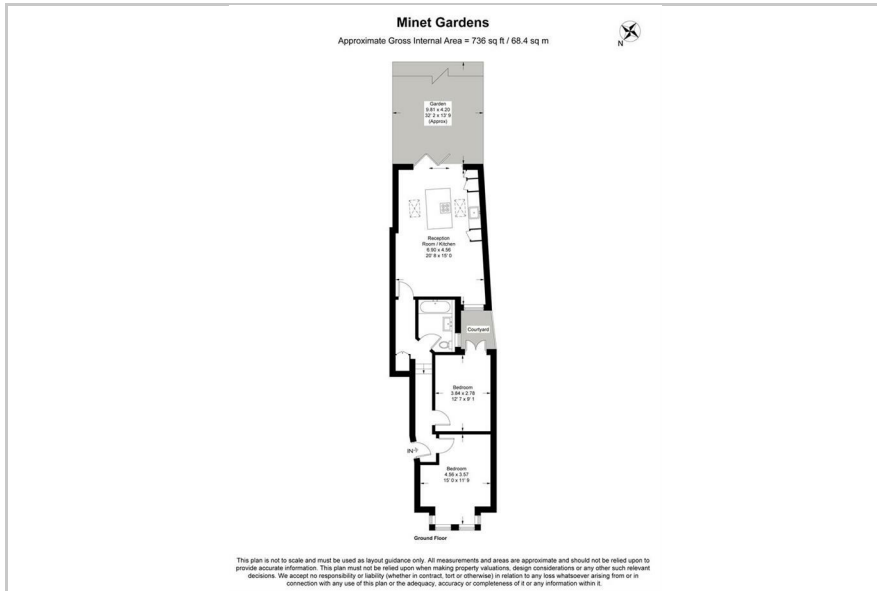 Minet Gardens
Approximate Gross Internal Area = 736 sq ft / 68.4 sq m
N
Garden
9.81 x 4.20
32' 2 x 13' 9
(Approx)
Reception
Room / Kitchen
20' 8 x 15' 0
Courtyard
Bedroom
3.84 x 2.78
12' 7 x 9' 1
IN
Bedroom
4.56 x 3.57
15' 0 x 11' 9
Ground Floor
This plan is not to scale and must be used as layout guidance only. All measurements and areas are approximate and should not be relied upon to
provide accurate information. This plan must not be relied upon when making property valuations, design considerations or any other such relevant
decisions. We accept no responsibility or liability (whether in contract, tort or otherwise) in relation to any loss whatsoever arising from or in
connection with any use of this plan or the adequacy, accuracy or completeness of it or any information within it.